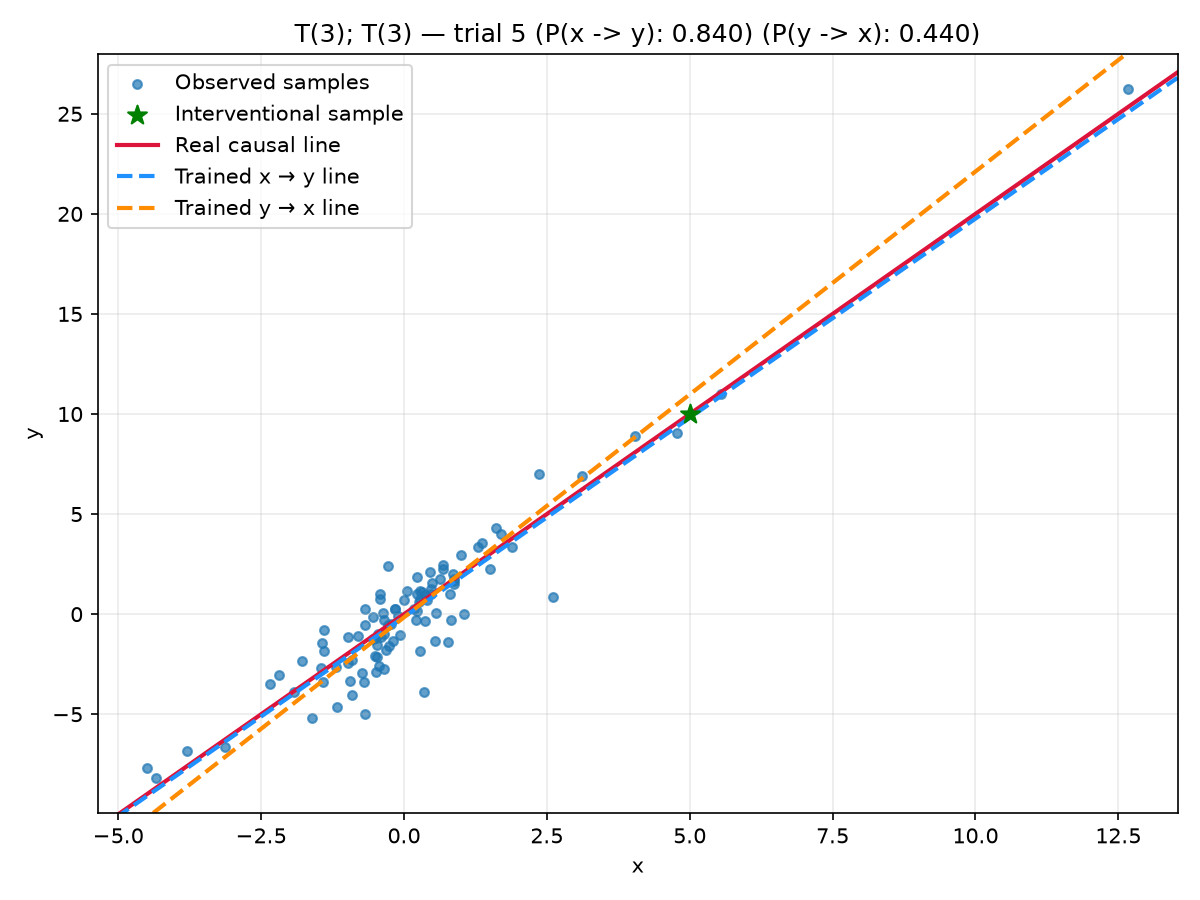 T(3); T(3) — trial 5 (P(x -> y): 0.840) (P(y -> x): 0.440)
Observed samples
Interventional sample
Real causal line
Trained x → y line
Trained y → x line
25
20
15
10
5
0
−5
y
−5.0 −2.5 0.0 2.5 5.0 7.5 10.0 12.5
x